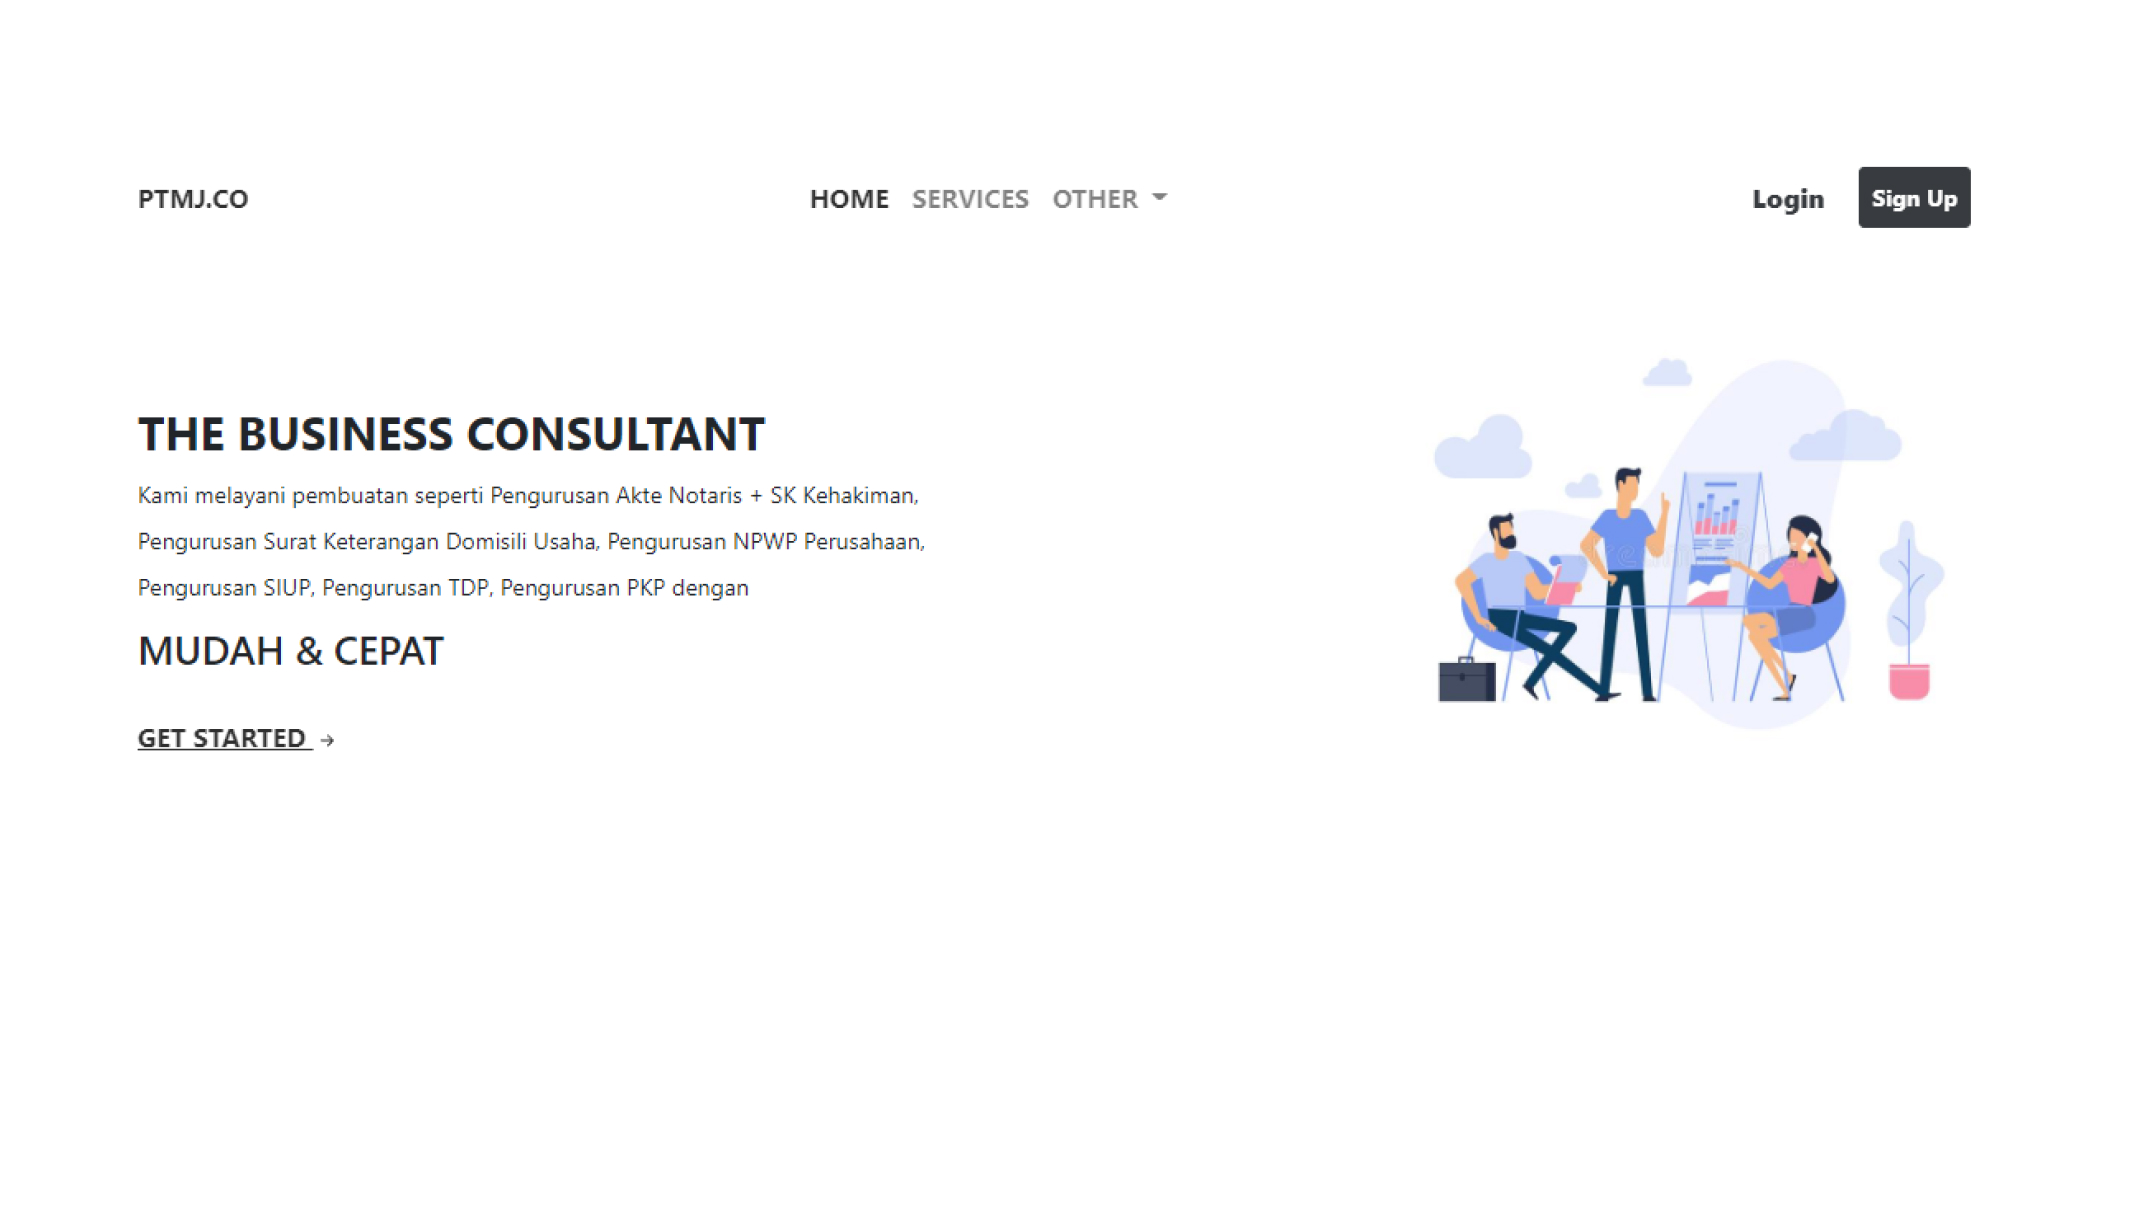 PTMJ.CO
HOME SERVICES OTHER
Login
Sign Up
THE BUSINESS CONSULTANT
Kami melayani pembuatan seperti Pengurusan Akte Notaris + SK Kehakiman,
Pengurusan Surat Keterangan Domisili Usaha, Pengurusan NPWP Perusahaan,
Pengurusan SIUP, Pengurusan TDP, Pengurusan PKP dengan
MUDAH & CEPAT
GET STARTED →